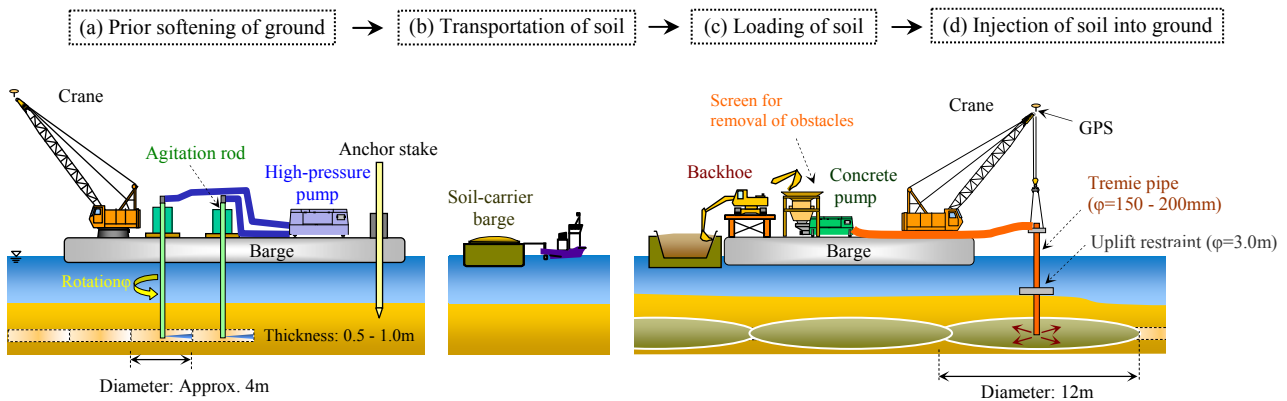 (a) Prior softening of ground
(b) Transportation of soil
(c) Loading of soil
(d) Injection of soil into ground
Crane
Agitation rod
High-pressure
pump
Anchor stake
Barge
Rotationφ
Thickness: 0.5 - 1.0m
Diameter: Approx. 4m
Soil-carrier
barge
Screen for
removal of obstacles
Backhoe
Concrete
pump
Crane
GPS
Tremie pipe
(φ=150 - 200mm)
Uplift restraint (φ=3.0m)
Barge
Diameter: 12m